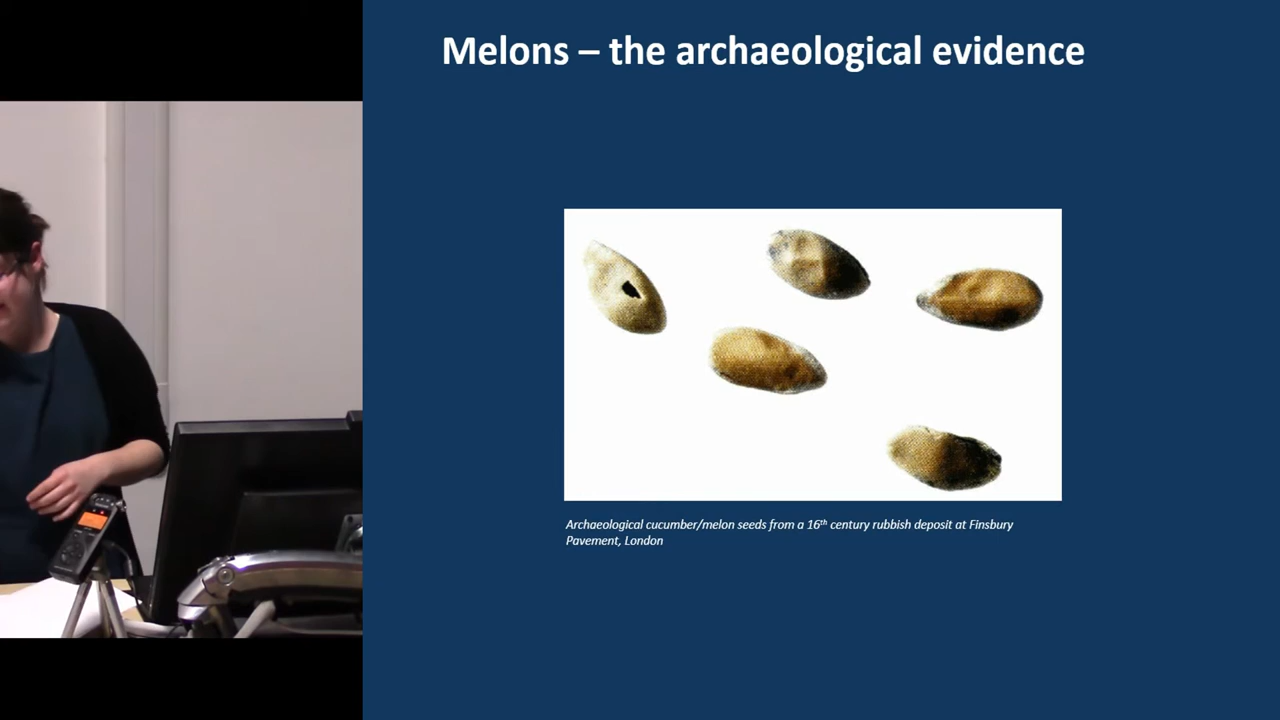 Melons – the archaeological evidence
Archaeological cucumber/melon seeds from a 16th century rubbish deposit at Finsbury
Pavement, London